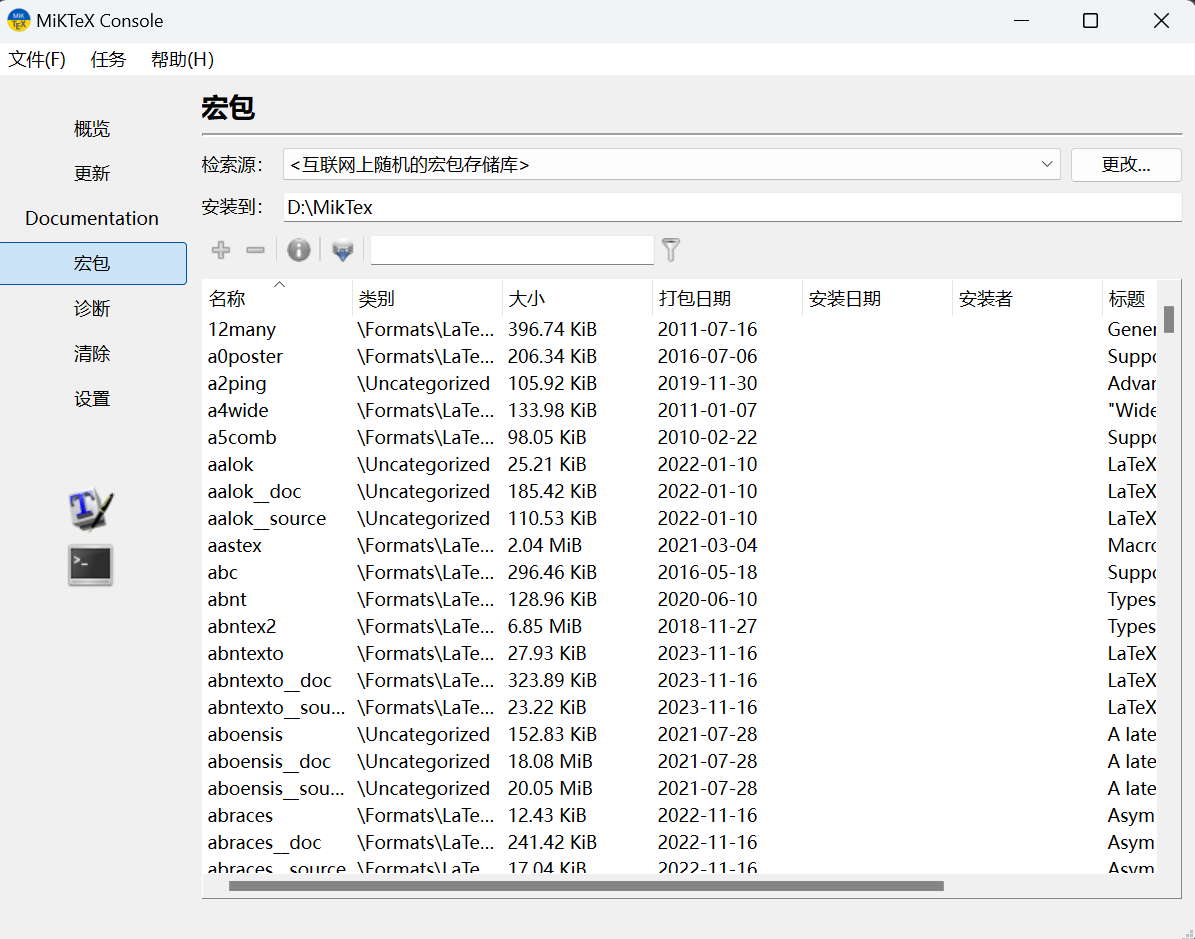 MiKTeX Console
文件(F) 任务 帮助(H)
宏包
概览
更新
Documentation
宏包
诊断
清除
设置
检索源: <互联网上随机的宏包存储库> 更改...
安装到: D:\MikTex
名称 类别 大小 打包日期 安装日期 安装者 标题
12many \Formats\LaTe... 396.74 KiB 2011-07-16 Gener
a0poster \Formats\LaTe... 206.34 KiB 2016-07-06 Suppo
a2ping \Uncategorized 105.92 KiB 2019-11-30 Advar
a4wide \Formats\LaTe... 133.98 KiB 2011-01-07 "Wide
a5comb \Formats\LaTe... 98.05 KiB 2010-02-22 Suppo
aalok \Uncategorized 25.21 KiB 2022-01-10 LaTeX
aalok__doc \Uncategorized 185.42 KiB 2022-01-10 LaTeX
aalok__source \Uncategorized 110.53 KiB 2022-01-10 LaTeX
aastex \Formats\LaTe... 2.04 MiB 2021-03-04 Macro
abc \Formats\LaTe... 296.46 KiB 2016-05-18 Suppo
abnt \Formats\LaTe... 128.96 KiB 2020-06-10 Types
abntex2 \Formats\LaTe... 6.85 MiB 2018-11-27 Types
abntexto \Formats\LaTe... 27.93 KiB 2023-11-16 LaTeX
abntexto__doc \Formats\LaTe... 323.89 KiB 2023-11-16 LaTeX
abntexto__sou... \Formats\LaTe... 23.22 KiB 2023-11-16 LaTeX
aboensis \Uncategorized 152.83 KiB 2021-07-28 A late
aboensis__doc \Uncategorized 18.08 MiB 2021-07-28 A late
aboensis__sou... \Uncategorized 20.05 MiB 2021-07-28 A late
abraces \Formats\LaTe... 12.43 KiB 2022-11-16 Asym
abraces__doc \Formats\LaTe... 241.42 KiB 2022-11-16 Asym
abraces__source \Formats\LaTe... 17.04 KiB 2022-11-16 Asym